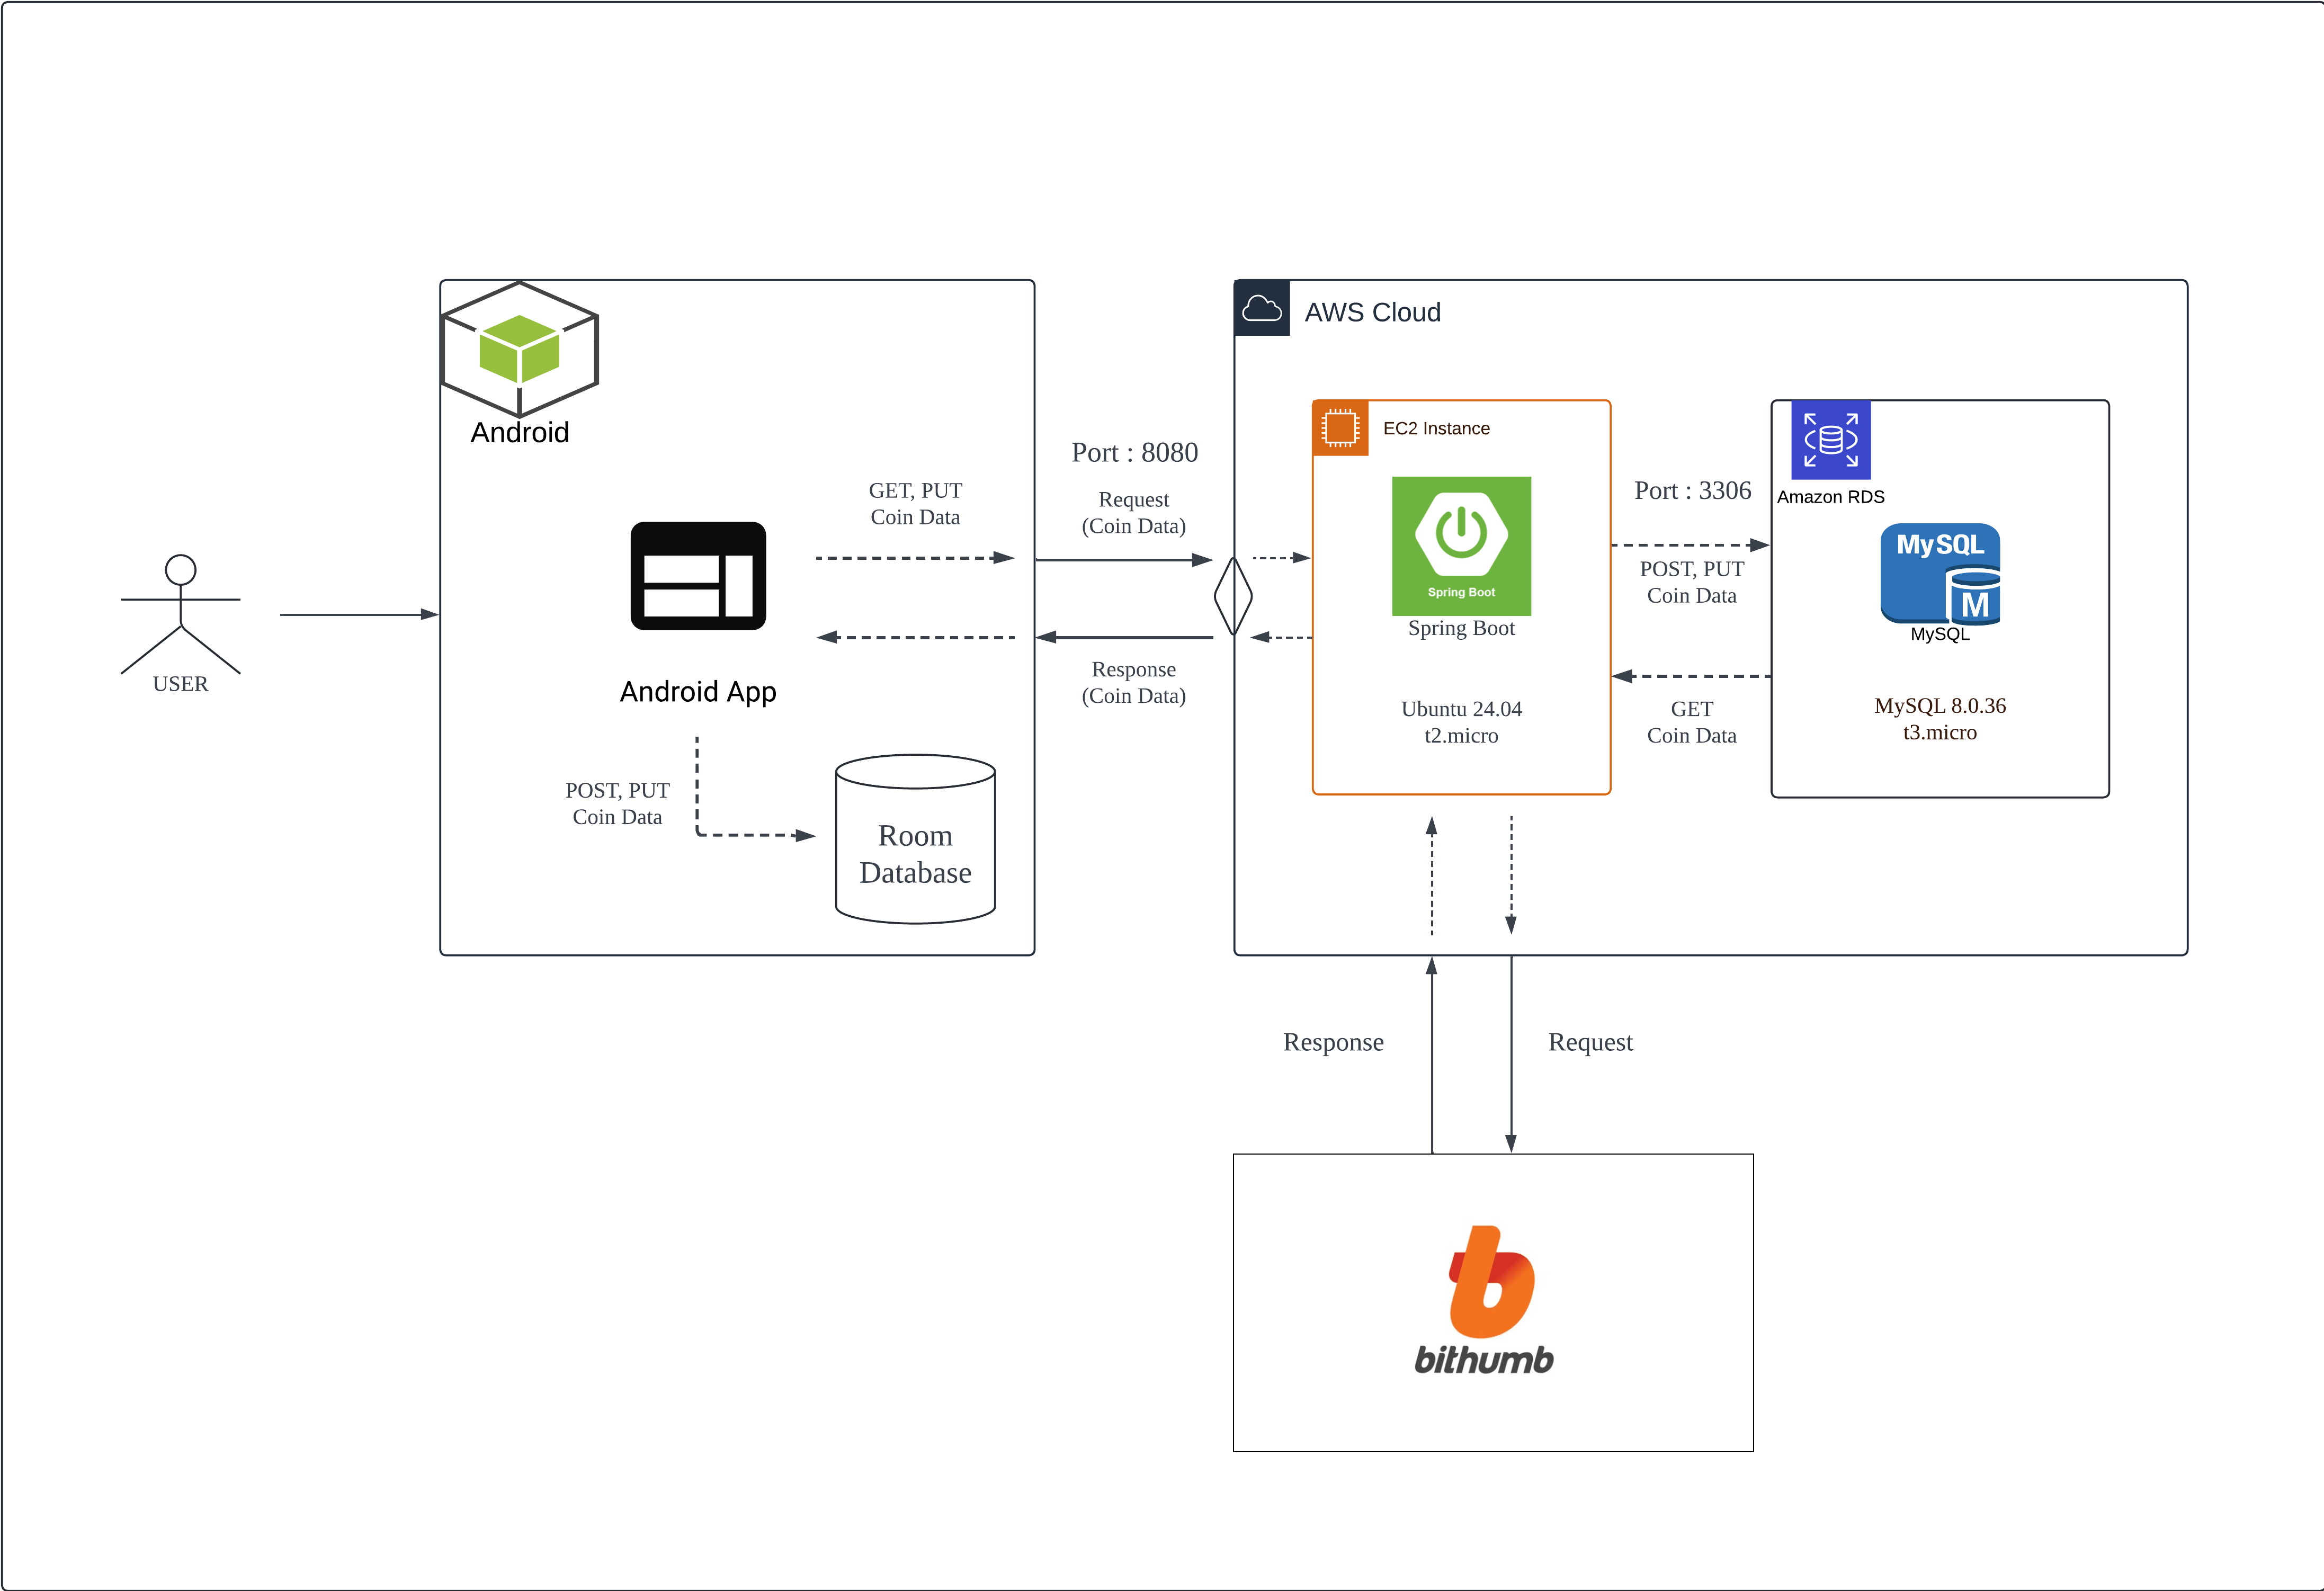 AWS Cloud
Android
EC2 Instance
Port : 8080
GET, PUT
Coin Data
Request
(Coin Data)
Port : 3306
Amazon RDS
MySQL
Spring Boot
POST, PUT
Coin Data
M
MySQL
Spring Boot
USER
Android App
Response
(Coin Data)
Ubuntu 24.04
t2.micro
GET
Coin Data
MySQL 8.0.36
t3.micro
POST, PUT
Coin Data
Room
Database
Response
Request
bithumb